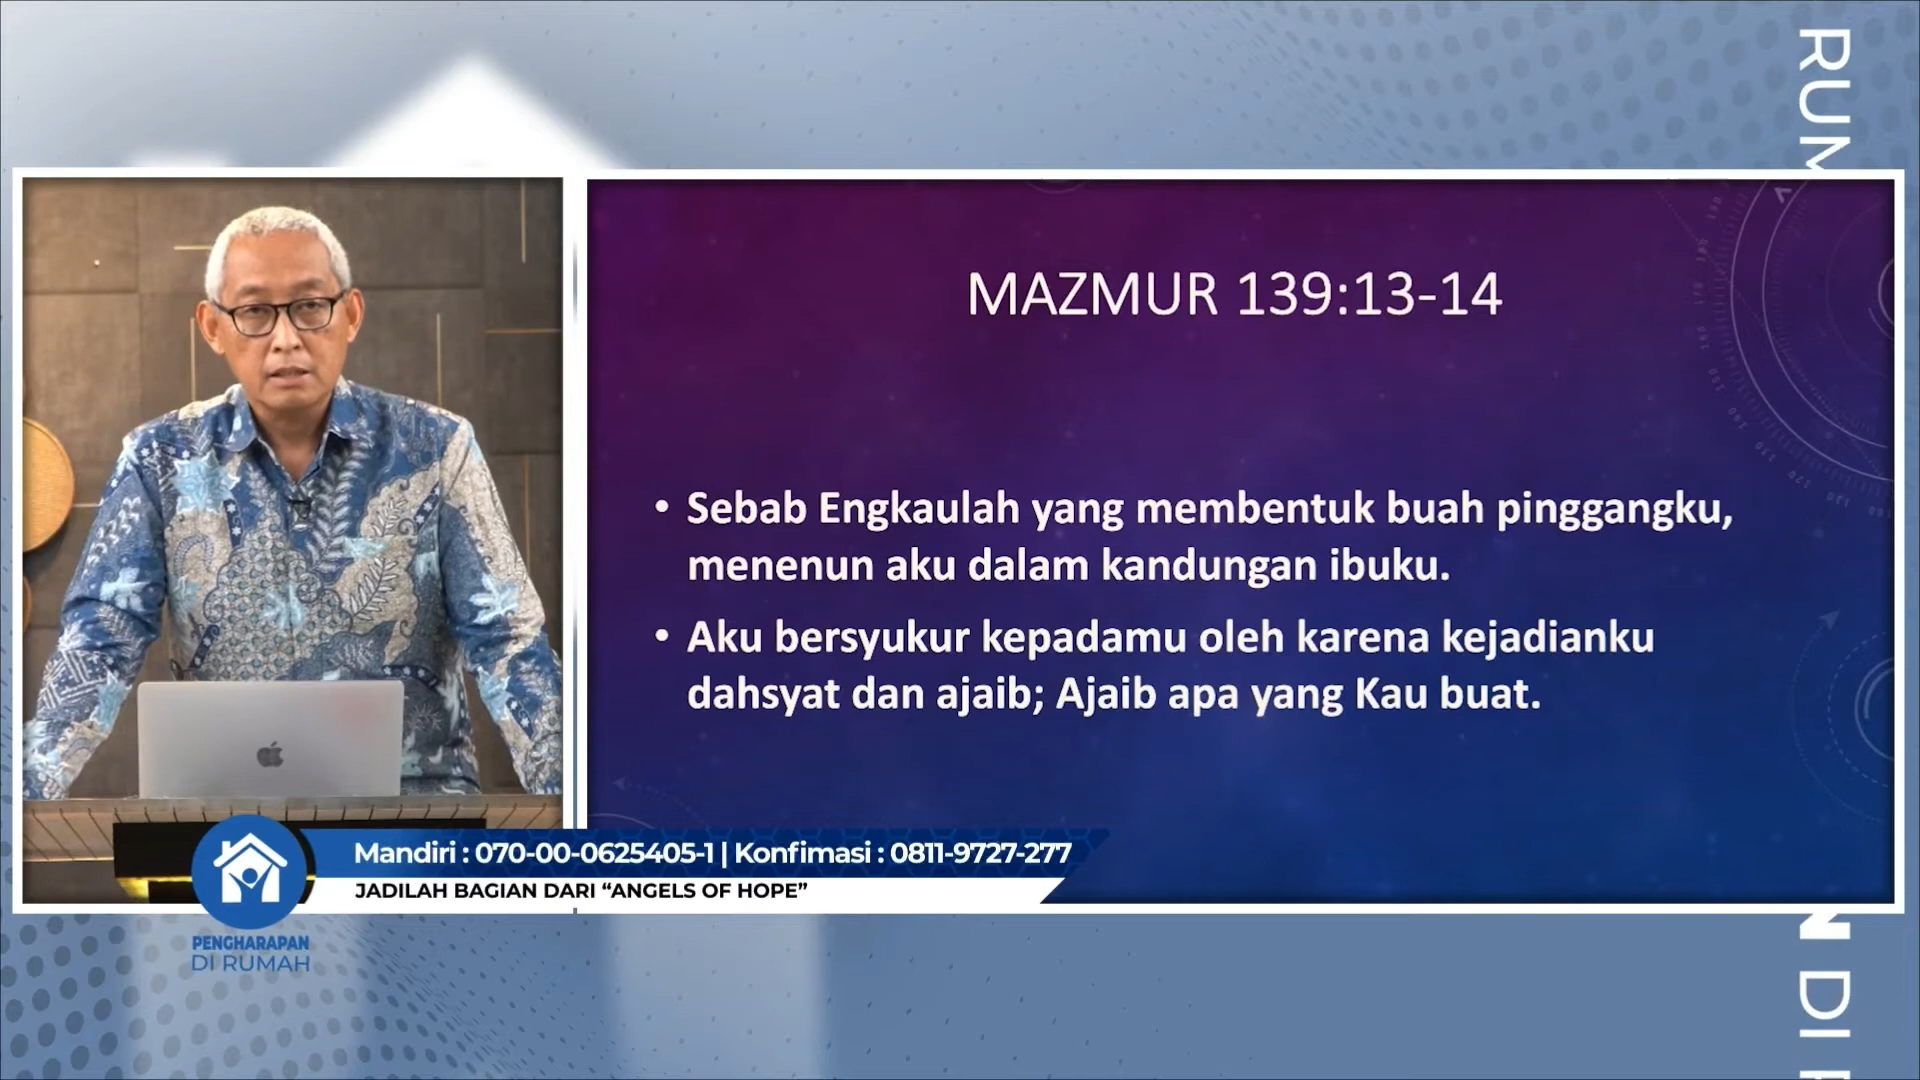 RUM
MAZMUR 139:13-14
• Sebab Engkaulah yang membentuk buah pinggangku,
menenun aku dalam kandungan ibuku.
• Aku bersyukur kepadamu oleh karena kejadianku
dahsyat dan ajaib; Ajaib apa yang Kau buat.
Mandiri : 070-00-0625405-1 | Konfimasi : 0811-9727-277
JADILAH BAGIAN DARI “ANGELS OF HOPE”
PENGHARAPAN
DI RUMAH
N DI